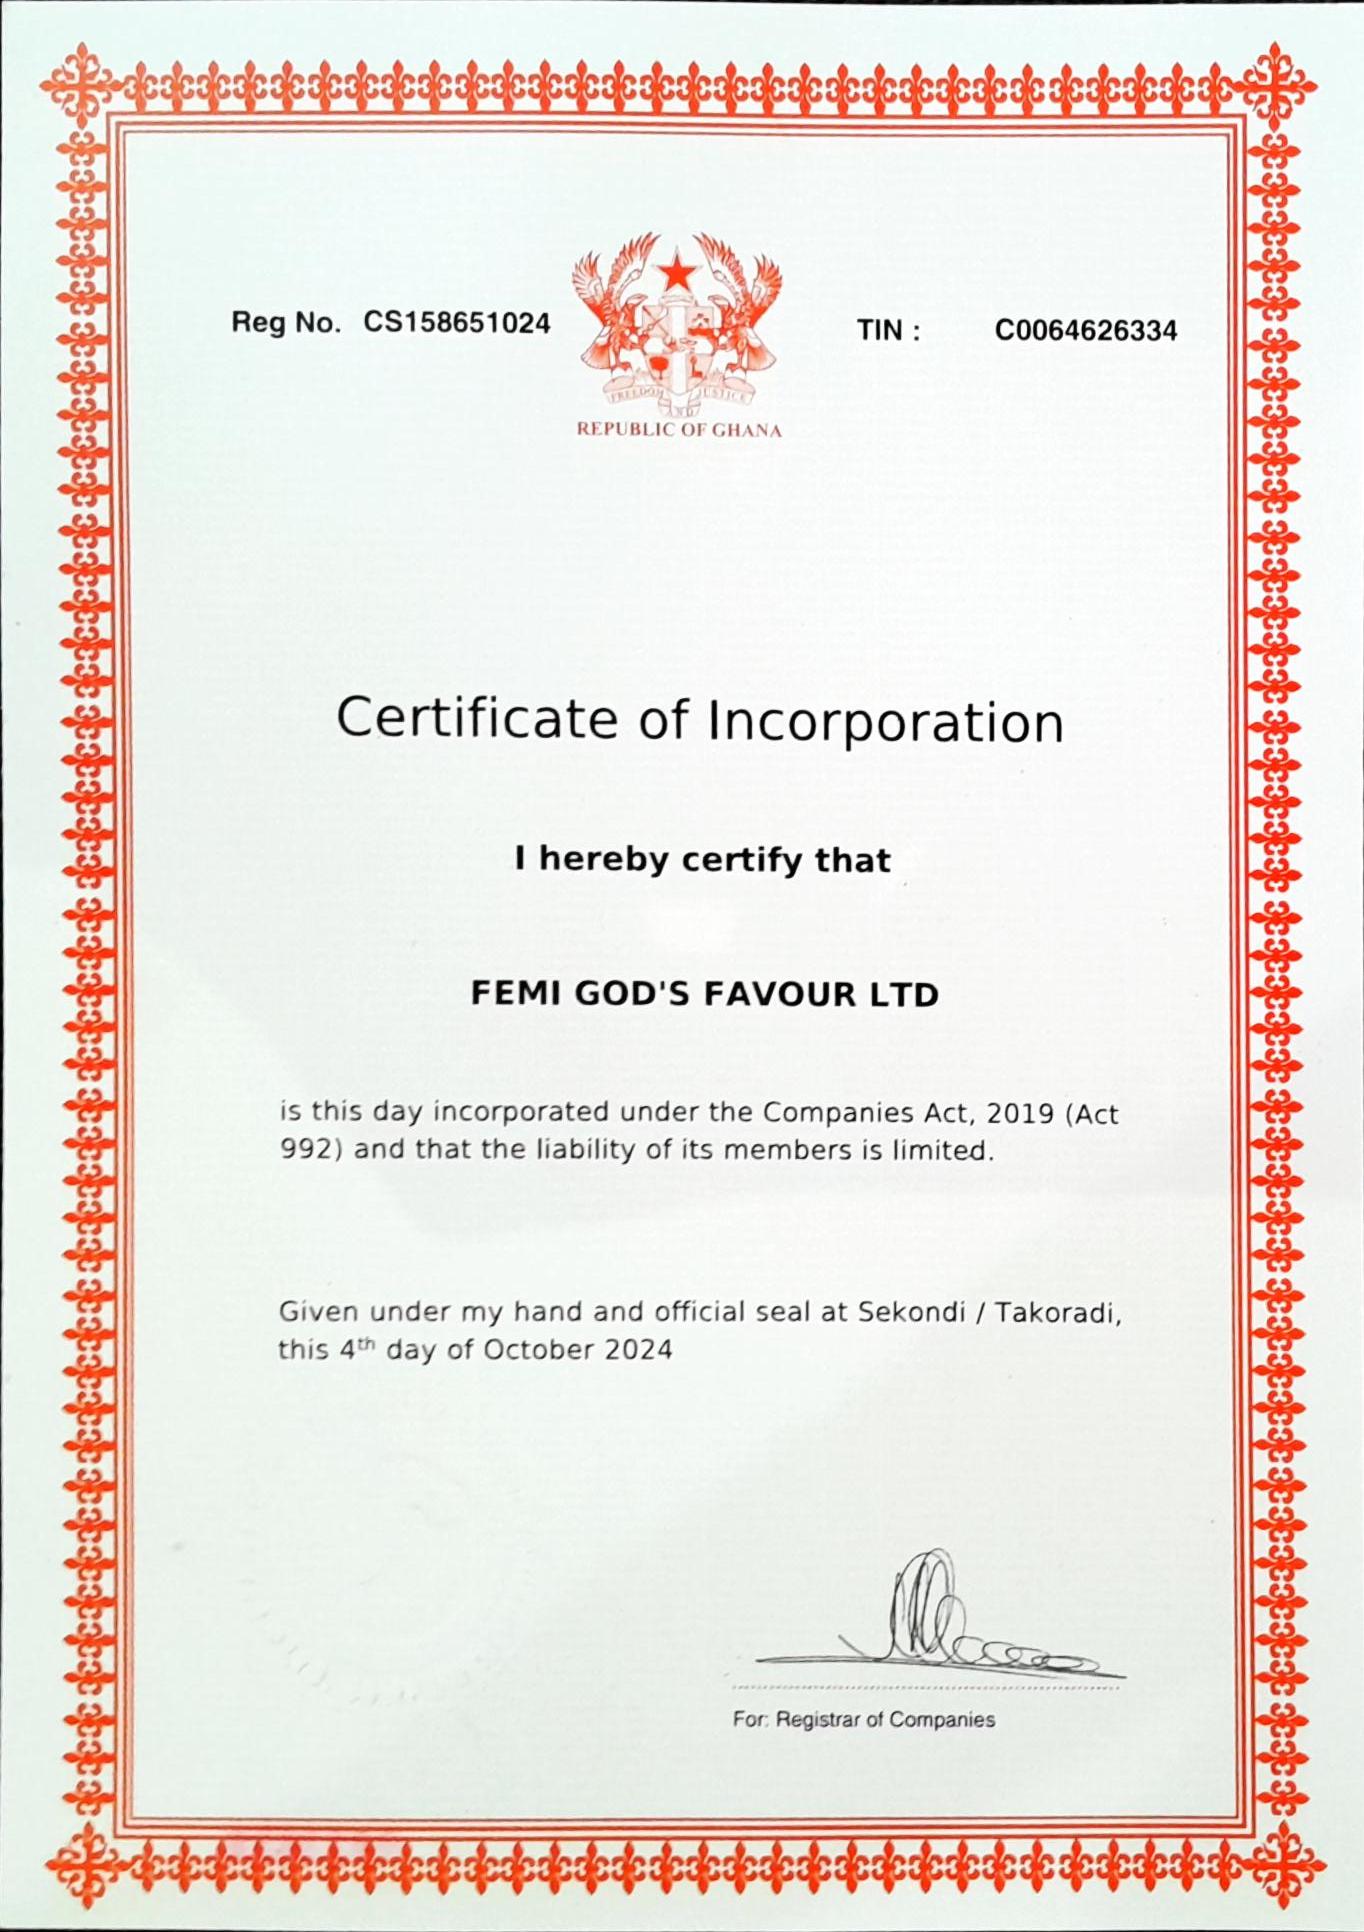 Reg No. CS158651024
TIN : C0064626334
FREEDOM AND JUSTICE
REPUBLIC OF GHANA
Certificate of Incorporation
I hereby certify that
FEMI GOD'S FAVOUR LTD
is this day incorporated under the Companies Act, 2019 (Act
992) and that the liability of its members is limited.
Given under my hand and official seal at Sekondi / Takoradi,
this 4th day of October 2024
For: Registrar of Companies